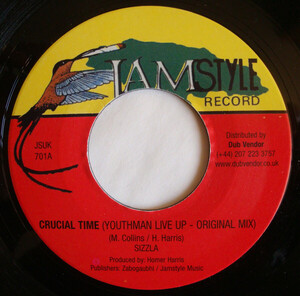 JAMSTYLE
RECORD
JSUK
701A
Distributed by
Dub Vendor
(+44) 207 223 3757
www.dubvendor.co.uk
CRUCIAL TIME (YOUTHMAN LIVE UP - ORIGINAL MIX)
(M. Collins / H. Harris)
SIZZLA
Produced by: Homer Harris
Publishers: Zabogaubhi / Jamstyle Music